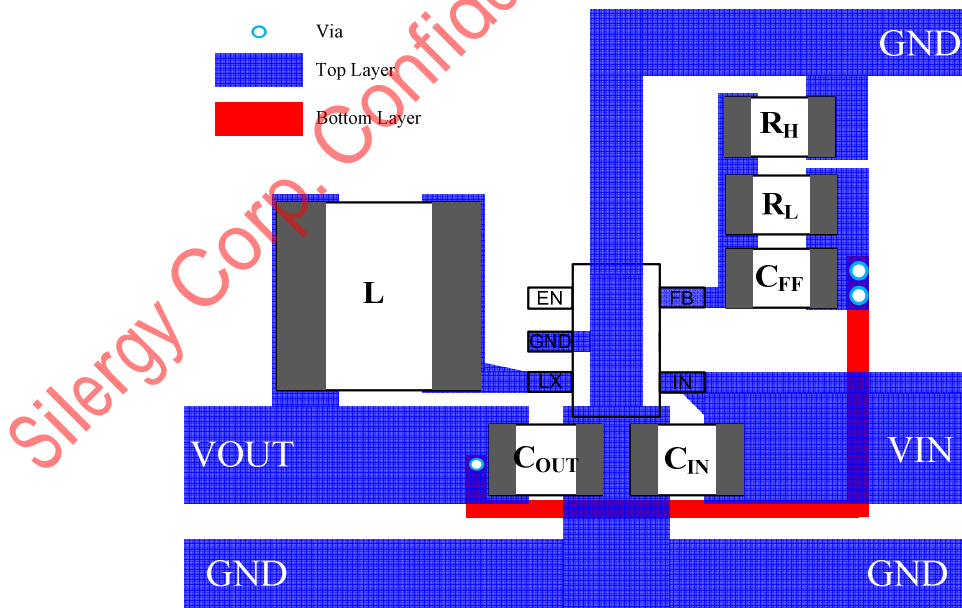 Via
Top Layer
Bottom Layer
Silergy Corp. Confid
GND
RH
RL
CFF
L
EN
FB
GND
LX
IN
VOUT
COUT
CIN
VIN
GND
GND